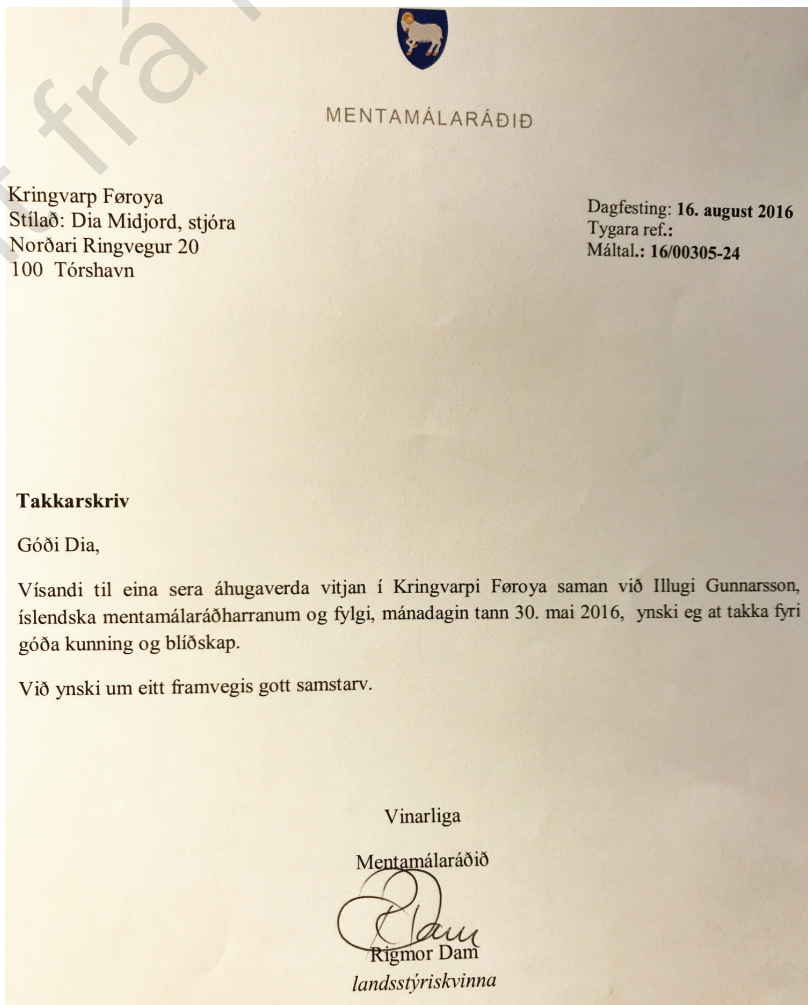 MENTAMÁLARÁÐIÐ
Kringvarp Føroya
Stílað: Dia Midjord, stjóra
Norðari Ringvegur 20
100 Tórshavn
Dagfesting: 16. august 2016
Tygara ref.:
Máltal.: 16/00305-24
Takkarskriv
Góði Dia,
Vísandi til eina sera áhugaverda vitjan í Kringvarpi Føroya saman við Illugi Gunnarsson,
íslendska mentamálaráðharranum og fylgi, mánadagin tann 30. mai 2016, ynski eg at takka fyri
góða kunning og blíðskap.
Við ynski um eitt framvegis gott samstarv.
Vinarliga
Mentamálaráðið
RDam
Rigmor Dam
landsstýriskvinna
frá